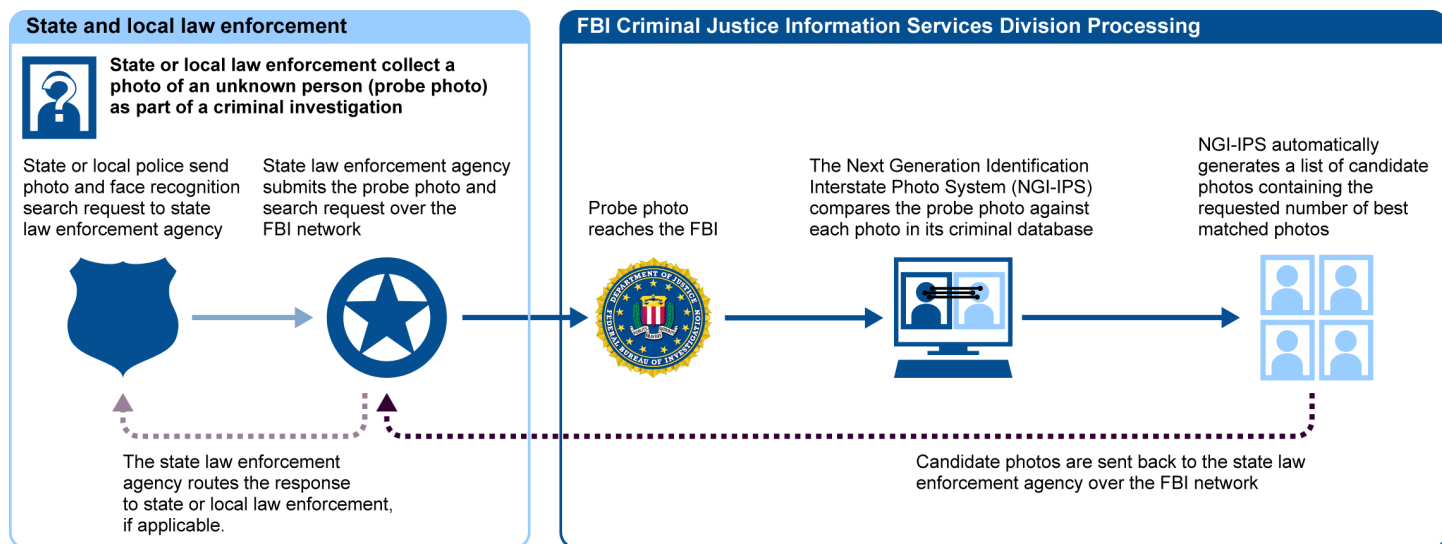 State and local law enforcement
State or local law enforcement collect a
photo of an unknown person (probe photo)
as part of a criminal investigation
State or local police send
photo and face recognition
search request to state
law enforcement agency
State law enforcement agency
submits the probe photo and
search request over the
FBI network
The state law enforcement
agency routes the response
to state or local law enforcement,
if applicable.
FBI Criminal Justice Information Services Division Processing
Probe photo
reaches the FBI
DEPARTMENT OF JUSTICE
FEDERAL BUREAU OF INVESTIGATION
The Next Generation Identification
Interstate Photo System (NGI-IPS)
compares the probe photo against
each photo in its criminal database
NGI-IPS automatically
generates a list of candidate
photos containing the
requested number of best
matched photos
Candidate photos are sent back to the state law
enforcement agency over the FBI network